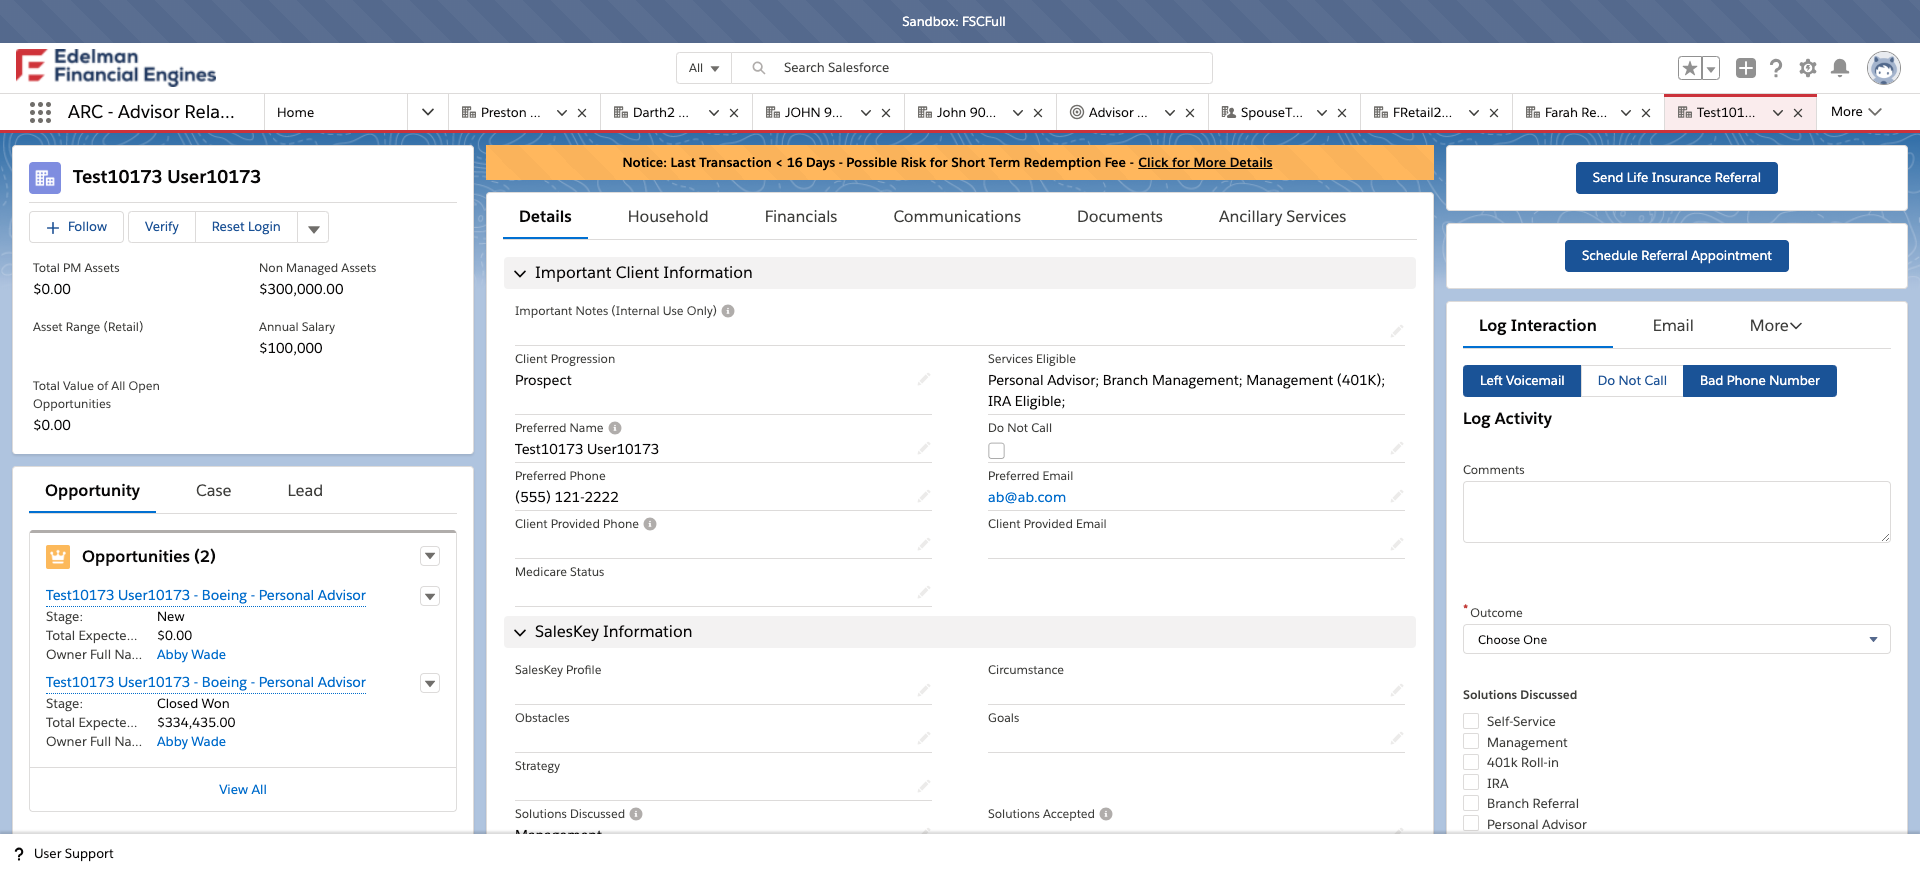 Sandbox: FSCFull
Edelman
Financial Engines
All
Search Salesforce
ARC - Advisor Rela...
Home
Preston ...
Darth2 ...
JOHN 9...
John 90...
Advisor ...
SpouseT...
FRetail2...
Farah Re...
Test101...
More
Test10173 User10173
Follow
Verify
Reset Login
Total PM Assets
$0.00
Non Managed Assets
$300,000.00
Asset Range (Retail)
Annual Salary
$100,000
Total Value of All Open
Opportunities
$0.00
Opportunity
Case
Lead
Opportunities (2)
Test10173 User10173 - Boeing - Personal Advisor
Stage: New
Total Expecte... $0.00
Owner Full Na... Abby Wade
Test10173 User10173 - Boeing - Personal Advisor
Stage: Closed Won
Total Expecte... $334,435.00
Owner Full Na... Abby Wade
View All
Notice: Last Transaction < 16 Days - Possible Risk for Short Term Redemption Fee - Click for More Details
Details
Household
Financials
Communications
Documents
Ancillary Services
Important Client Information
Important Notes (Internal Use Only)
Client Progression
Prospect
Services Eligible
Personal Advisor; Branch Management; Management (401K);
IRA Eligible;
Preferred Name
Test10173 User10173
Do Not Call
Preferred Phone
(555) 121-2222
Preferred Email
ab@ab.com
Client Provided Phone
Client Provided Email
Medicare Status
SalesKey Information
SalesKey Profile
Circumstance
Obstacles
Goals
Strategy
Solutions Discussed
Management
Solutions Accepted
Send Life Insurance Referral
Schedule Referral Appointment
Log Interaction
Email
More
Left Voicemail
Do Not Call
Bad Phone Number
Log Activity
Comments
* Outcome
Choose One
Solutions Discussed
Self-Service
Management
401k Roll-in
IRA
Branch Referral
Personal Advisor
? User Support